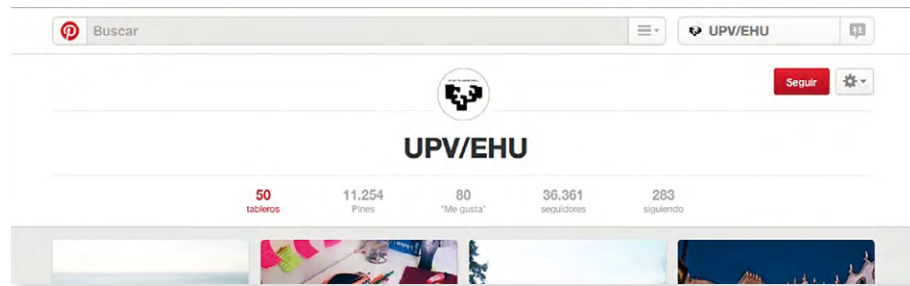 Buscar
UPV/EHU
Seguir
UPV/EHU
50 11.254 80 36.361 283
tableros Pines "Me gusta" seguidores siguiendo